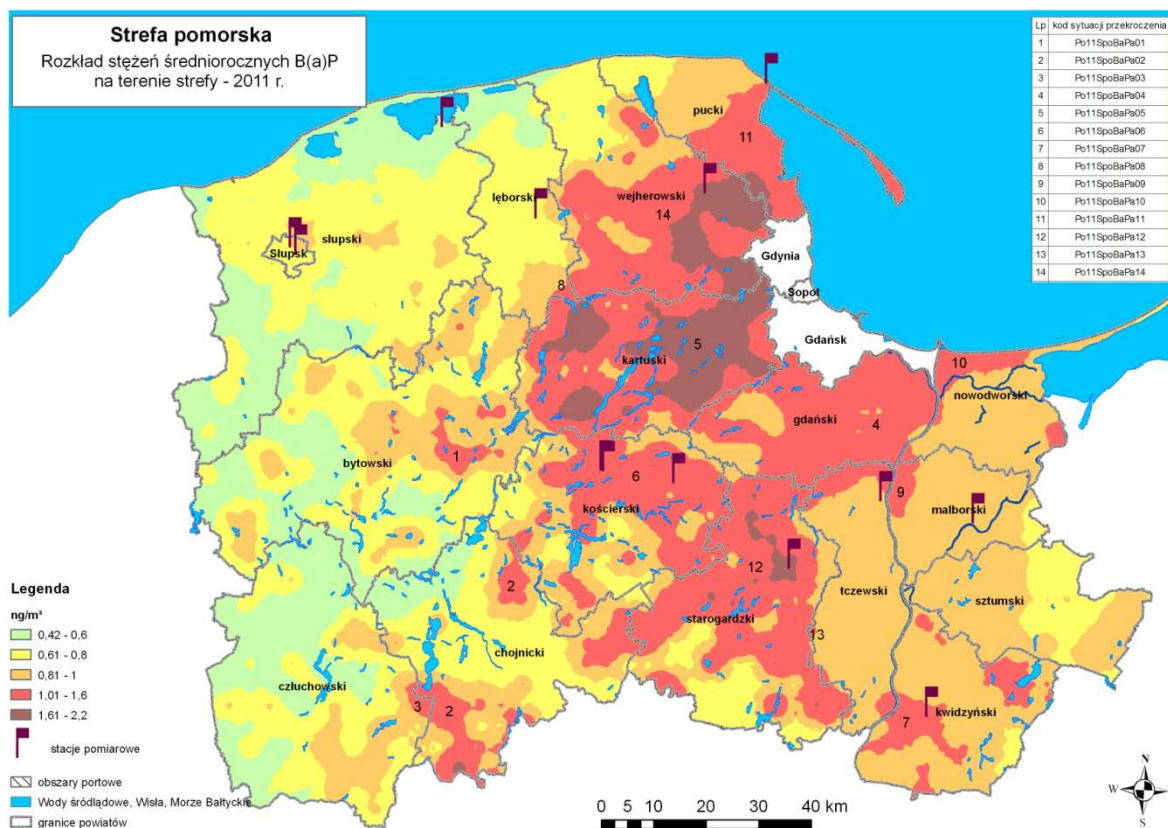 Strefa pomorska
Rozkład stężeń średniorocznych B(a)P
na terenie strefy - 2011 r.
Lp kod sytuacji przekroczenia
1 Po11SpoBaPa01
2 Po11SpoBaPa02
3 Po11SpoBaPa03
4 Po11SpoBaPa04
5 Po11SpoBaPa05
6 Po11SpoBaPa06
7 Po11SpoBaPa07
8 Po11SpoBaPa08
9 Po11SpoBaPa09
10 Po11SpoBaPa10
11 Po11SpoBaPa11
12 Po11SpoBaPa12
13 Po11SpoBaPa13
14 Po11SpoBaPa14
pucki
11
lęborski
wejherowski
14
słupski
Słupsk
Gdynia
8
Sopot
kartuski
5
Gdańsk
10
nowodworski
gdański
4
bytowski
1
6
kościerski
9
malborski
2
12
tczewski
sztumski
starogardzki
13
chojnicki
człuchowski
3
2
7
kwidzyński
Legenda
ng/m³
0,42 - 0,6
0,61 - 0,8
0,81 - 1
1,01 - 1,6
1,61 - 2,2
stacje pomiarowe
obszary portowe
Wody śródlądowe, Wisła, Morze Bałtyckie
granice powiatów
0 5 10 20 30 40 km
N
W E
S